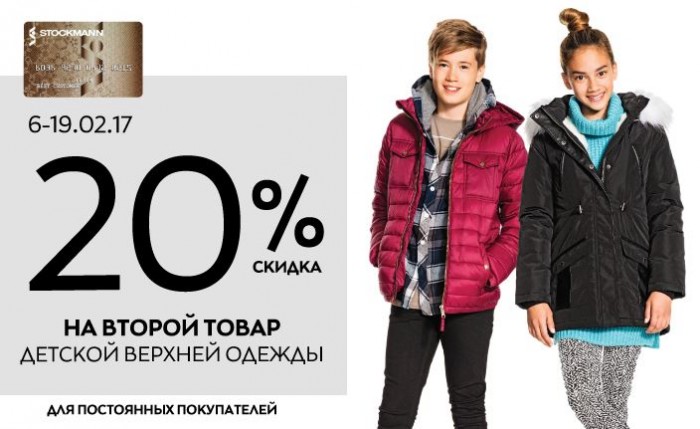 STOCKMANN
6-19.02.17
20%
СКИДКА
НА ВТОРОЙ ТОВАР
ДЕТСКОЙ ВЕРХНЕЙ ОДЕЖДЫ
ДЛЯ ПОСТОЯННЫХ ПОКУПАТЕЛЕЙ